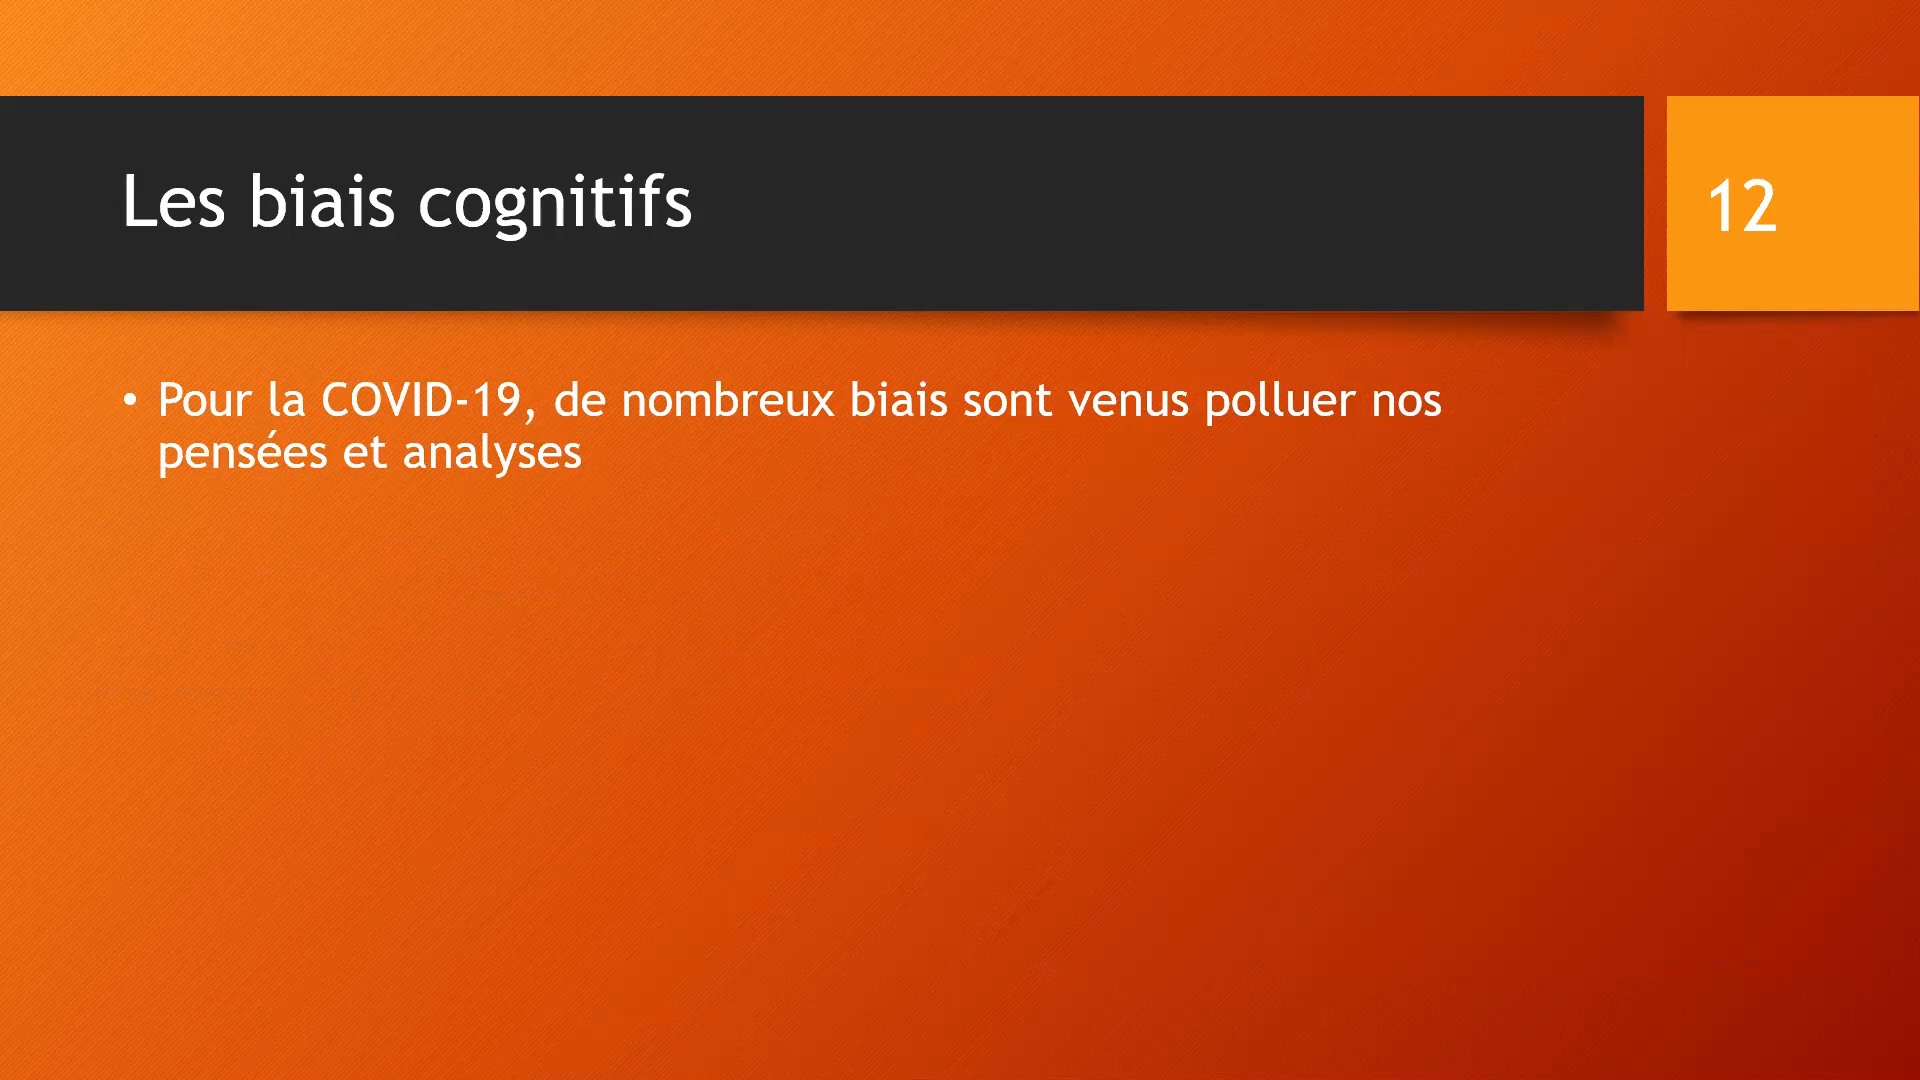 Les biais cognitifs
12
• Pour la COVID-19, de nombreux biais sont venus polluer nos
pensées et analyses